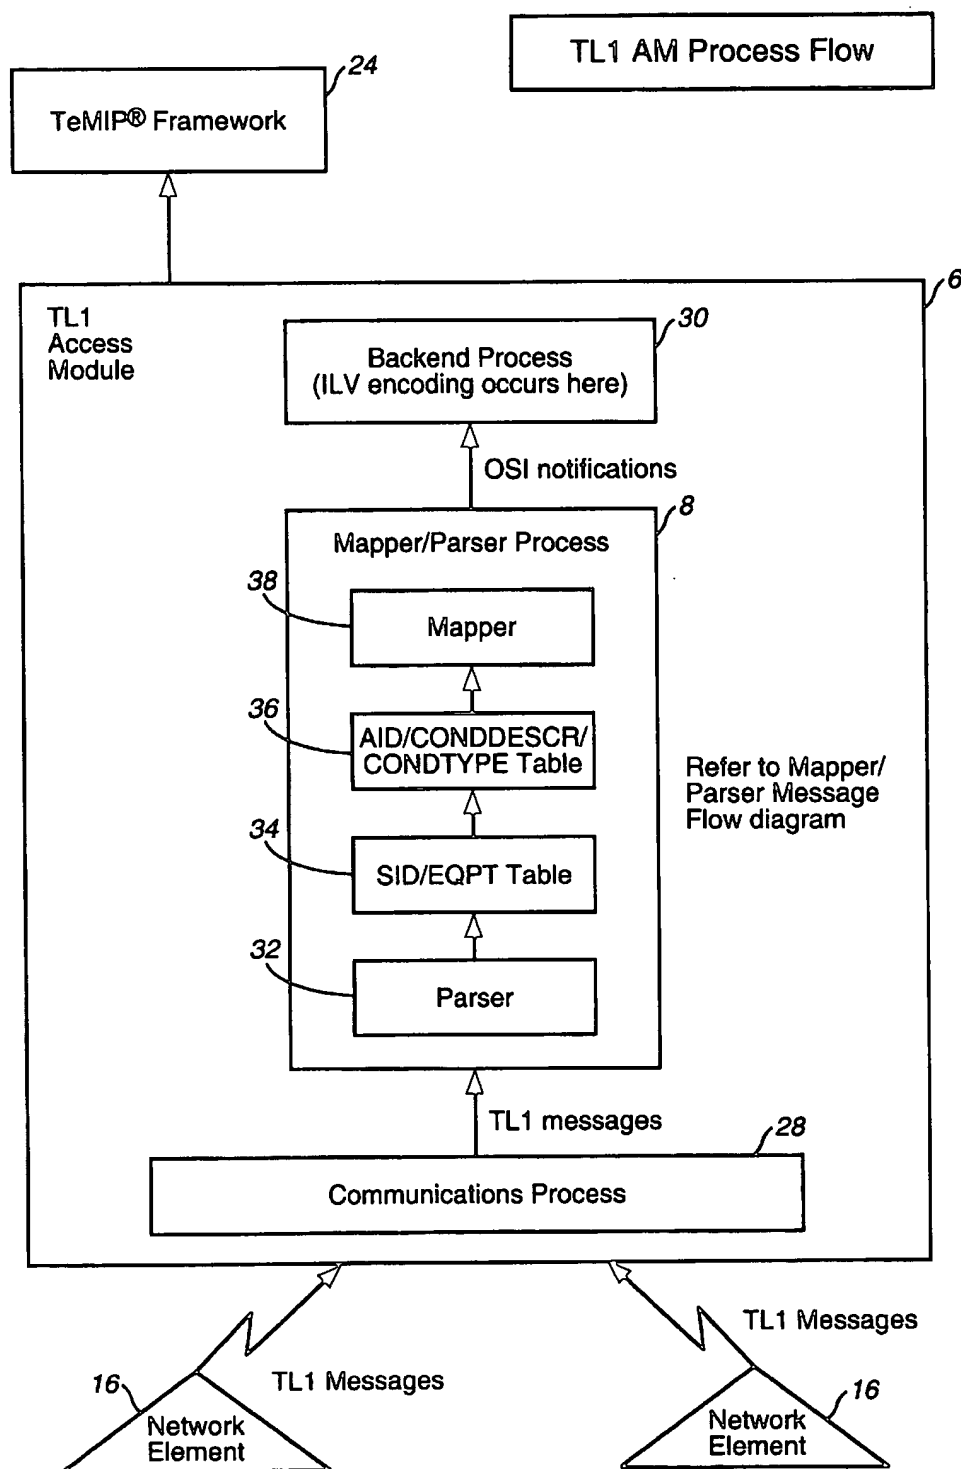 TL1 AM Process Flow
24
TeMIP® Framework
6
TL1
Access
Module
30
Backend Process
(ILV encoding occurs here)
OSI notifications
8
Mapper/Parser Process
38
Mapper
36
AID/CONDDESCR/
CONDTYPE Table
Refer to Mapper/
Parser Message
Flow diagram
34
SID/EQPT Table
32
Parser
TL1 messages
28
Communications Process
TL1 Messages
TL1 Messages
16
Network
Element
16
Network
Element